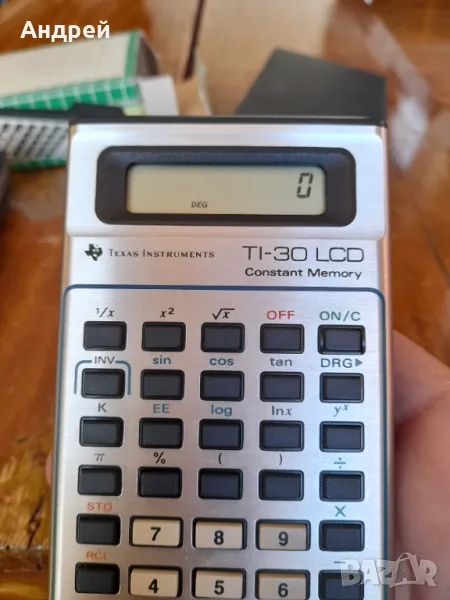 Андрей
0
DEG
TEXAS INSTRUMENTS TI-30 LCD
Constant Memory
1/x x² √x OFF ON/C
INV sin cos tan DRG▶
K EE log lnx yˣ
π % ( ) ÷
STO 7 8 9 ×
RCL 4 5 6 −
BAZAR